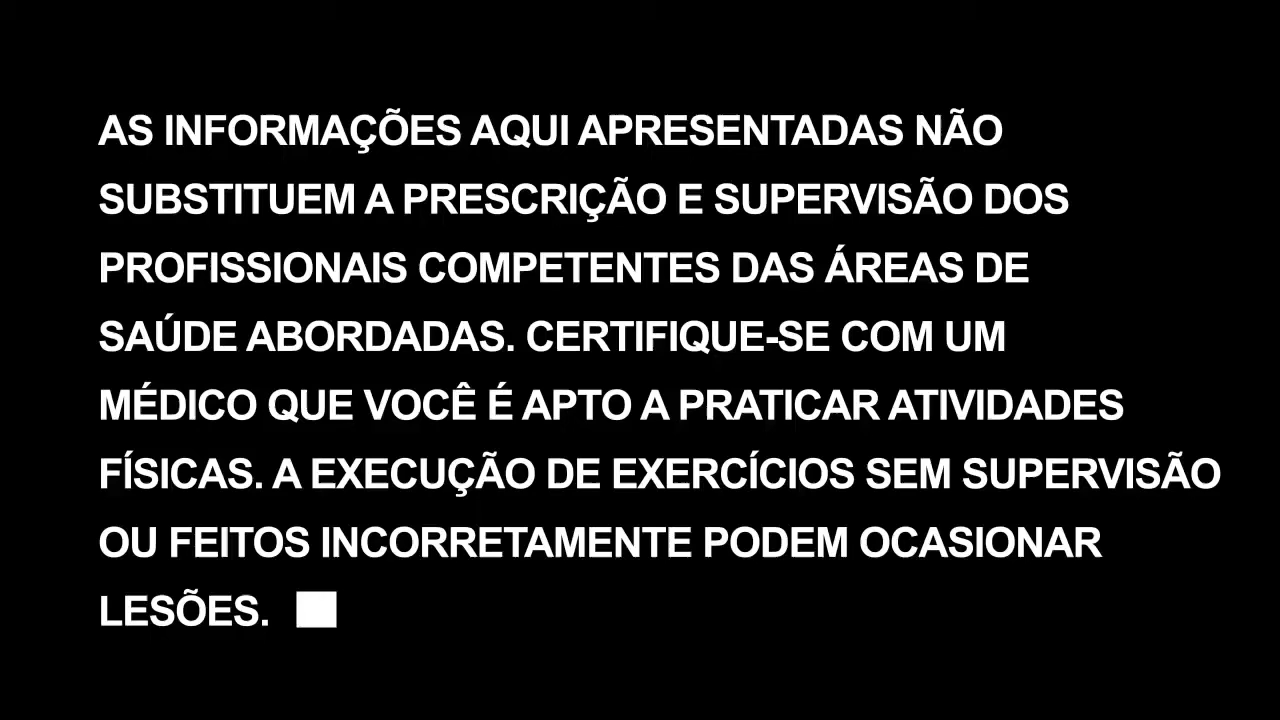 AS INFORMAÇÕES AQUI APRESENTADAS NÃO
SUBSTITUEM A PRESCRIÇÃO E SUPERVISÃO DOS
PROFISSIONAIS COMPETENTES DAS ÁREAS DE
SAÚDE ABORDADAS. CERTIFIQUE-SE COM UM
MÉDICO QUE VOCÊ É APTO A PRATICAR ATIVIDADES
FÍSICAS. A EXECUÇÃO DE EXERCÍCIOS SEM SUPERVISÃO
OU FEITOS INCORRETAMENTE PODEM OCASIONAR
LESÕES.